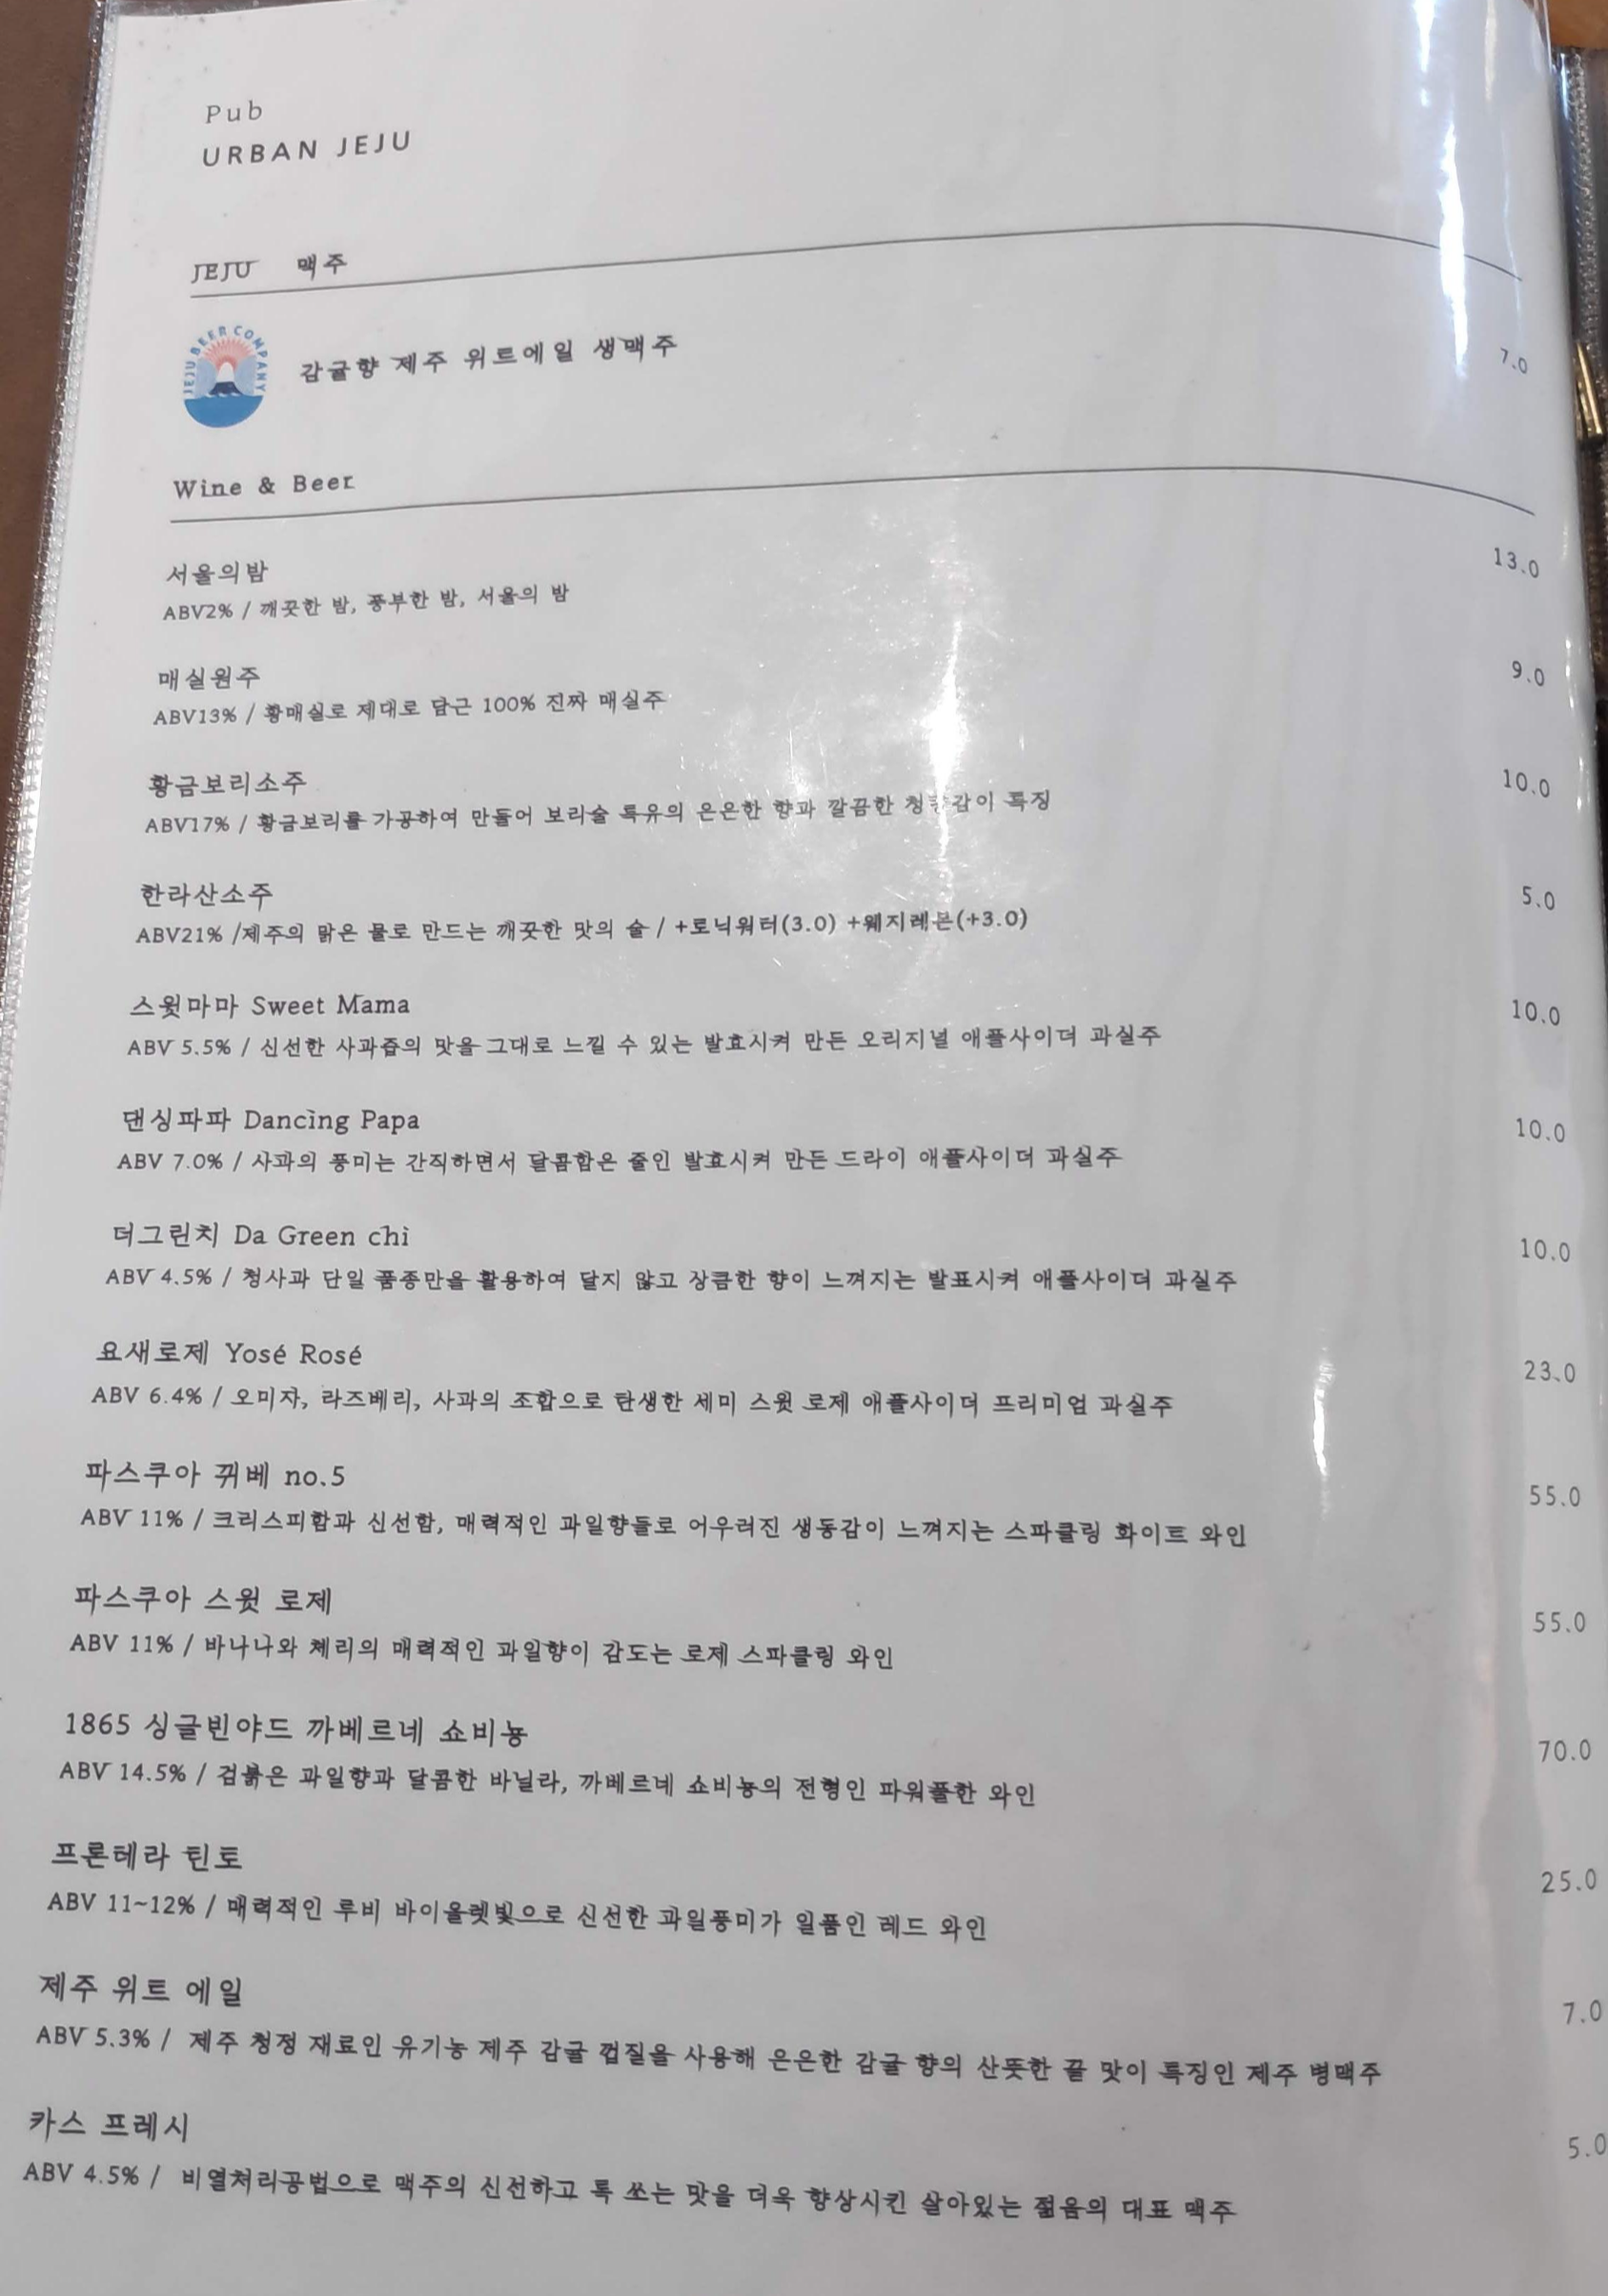 Pub
URBAN JEJU
JEJU 맥주
JEJU BEER COMPANY
감귤향 제주 위트에일 생맥주 7.0
Wine & Beer
서울의밤 13.0
ABV2% / 깨끗한 밤, 풍부한 밤, 서울의 밤
매실원주 9.0
ABV13% / 황매실로 제대로 담근 100% 진짜 매실주
황금보리소주 10.0
ABV17% / 황금보리를 가공하여 만들어 보리술 특유의 은은한 향과 깔끔한 청량감이 특징
한라산소주 5.0
ABV21% /제주의 맑은 물로 만드는 깨끗한 맛의 술 / +토닉워터(3.0) +웨지레몬(+3.0)
스윗마마 Sweet Mama 10.0
ABV 5.5% / 신선한 사과즙의 맛을 그대로 느낄 수 있는 발효시켜 만든 오리지널 애플사이더 과실주
댄싱파파 Dancing Papa 10.0
ABV 7.0% / 사과의 풍미는 간직하면서 달콤함은 줄인 발효시켜 만든 드라이 애플사이더 과실주
더그린치 Da Green chi 10.0
ABV 4.5% / 청사과 단일 품종만을 활용하여 달지 않고 상큼한 향이 느껴지는 발표시켜 애플사이더 과실주
요새로제 Yosé Rosé 23.0
ABV 6.4% / 오미자, 라즈베리, 사과의 조합으로 탄생한 세미 스윗 로제 애플사이더 프리미엄 과실주
파스쿠아 뀌베 no.5 55.0
ABV 11% / 크리스피함과 신선함, 매력적인 과일향들로 어우러진 생동감이 느껴지는 스파클링 화이트 와인
파스쿠아 스윗 로제 55.0
ABV 11% / 바나나와 체리의 매력적인 과일향이 감도는 로제 스파클링 와인
1865 싱글빈야드 까베르네 쇼비뇽 70.0
ABV 14.5% / 검붉은 과일향과 달콤한 바닐라, 까베르네 쇼비뇽의 전형인 파워풀한 와인
프론테라 틴토 25.0
ABV 11~12% / 매력적인 루비 바이올렛빛으로 신선한 과일풍미가 일품인 레드 와인
제주 위트 에일 7.0
ABV 5.3% / 제주 청정 재료인 유기농 제주 감귤 껍질을 사용해 은은한 감귤 향의 산뜻한 끝 맛이 특징인 제주 병맥주
카스 프레시 5.0
ABV 4.5% / 비열처리공법으로 맥주의 신선하고 톡 쏘는 맛을 더욱 향상시킨 살아있는 젊음의 대표 맥주